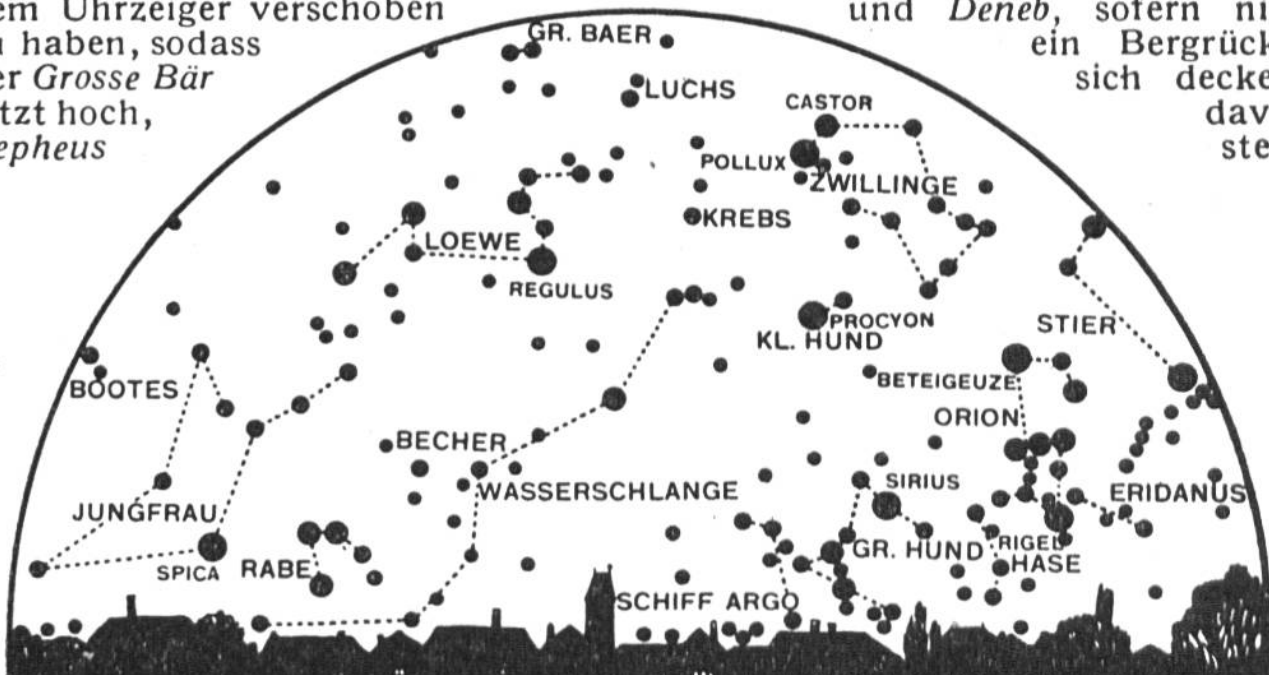 em Uhrzeiger verschoben
haben, sodass
er Grosse Bär
tzt hoch,
epheus
und Deneb, sofern ni
ein Bergrück
sich decke
dav
ste
GR. BAER
LUCHS
CASTOR
POLLUX
ZWILLINGE
KREBS
LOEWE
REGULUS
PROCYON
KL. HUND
STIER
BETEIGEUZE
BOOTES
ORION
BECHER
SIRIUS
WASSERSCHLANGE
ERIDANUS
JUNGFRAU
SPICA
RABE
GR. HUND
RIGEL
HASE
SCHIFF ARGO